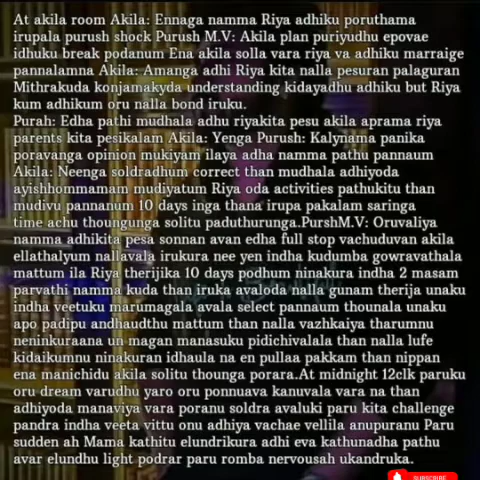 At akila room Akila: Ennaga namma Riya adhiku poruthama
irupala purush shock Purush M.V: Akila plan puriyudhu epovae
idhuku break podanum Ena akila solla vara riya va adhiku marraige
pannalamna Akila: Amanga adhi Riya kita nalla pesuran palaguran
Mithrakuda konjamakyda understanding kidayadhu adhiku but Riya
kum adhikum oru nalla bond iruku.
Purah: Edha pathi mudhala adhu riyakita pesu akila aprama riya
parents kita pesikalam Akila: Yenga Purush: Kalynama panika
poravanga opinion mukiyam ilaya adha namma pathu pannaum
Akila: Neenga soldradhum correct than mudhala adhiyoda
ayishhommamam mudiyatum Riya oda activities pathukitu than
mudivu pannanum 10 days inga thana irupa pakalam saringa
time achu thoungunga solitu paduthurunga.PurshM.V: Oruvaliya
namma adhikita pesa sonnan avan edha full stop vachuduvan akila
ellathalyum nallavala irukura nee yen indha kudumba gowravathala
mattum ila Riya therijika 10 days podhum ninakura indha 2 masam
parvathi namma kuda than iruka avaloda nalla gunam therija unaku
indha veetuku marumagala avala select pannaum thounala unaku
apo padipu andhaudthu mattum than nalla vazhkaiya tharumnu
neninkuraana un magan manasuku pidichivalala than nalla lufe
kidaikumnu ninakuran idhaula na en pullaa pakkam than nippan
ena manichidu akila solitu thounga porara.At midnight 12clk paruku
oru dream varudhu yaro oru ponnuava kanuvala vara na than
adhiyoda manaviya vara poranu soldra avaluki paru kita challenge
pandra indha veeta vittu onu adhiya vachae vellila anupuranu Paru
sudden ah Mama kathitu elundrikura adhi eva kathunadha pathu
avar elundhu light podrar paru romba nervousah ukandruka.
SUBSCRIBE